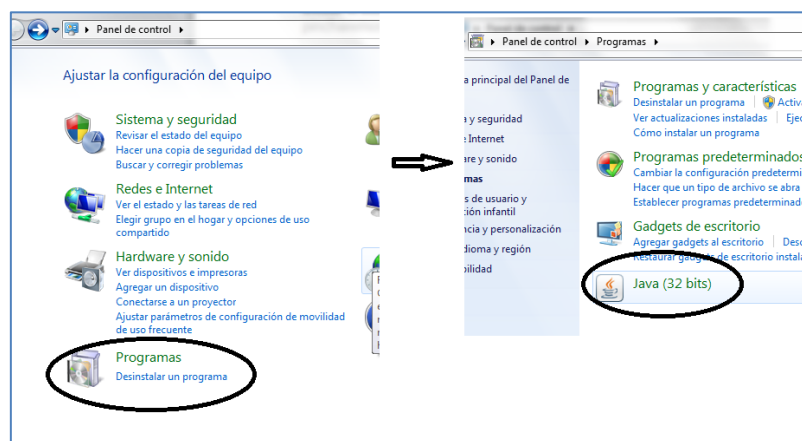 Panel de control
Ajustar la configuración del equipo
Sistema y seguridad
Revisar el estado del equipo
Hacer una copia de seguridad del equipo
Buscar y corregir problemas
Redes e Internet
Ver el estado y las tareas de red
Elegir grupo en el hogar y opciones de uso
compartido
Hardware y sonido
Ver dispositivos e impresoras
Agregar un dispositivo
Conectarse a un proyector
Ajustar parámetros de configuración de movilidad
de uso frecuente
Programas
Desinstalar un programa
Panel de control Programas
a principal del Panel de
a y seguridad
e Internet
are y sonido
mas
s de usuario y
ción infantil
ncia y personalización
dioma y región
bilidad
Programas y características
Desinstalar un programa Activa
Ver actualizaciones instaladas Ejec
Cómo instalar un programa
Programas predeterminados
Cambiar la configuración predetermi
Hacer que un tipo de archivo se abra
Establecer programas predeterminad
Gadgets de escritorio
Agregar gadgets al escritorio Desc
Restaurar gadgets de escritorio instala
Java (32 bits)